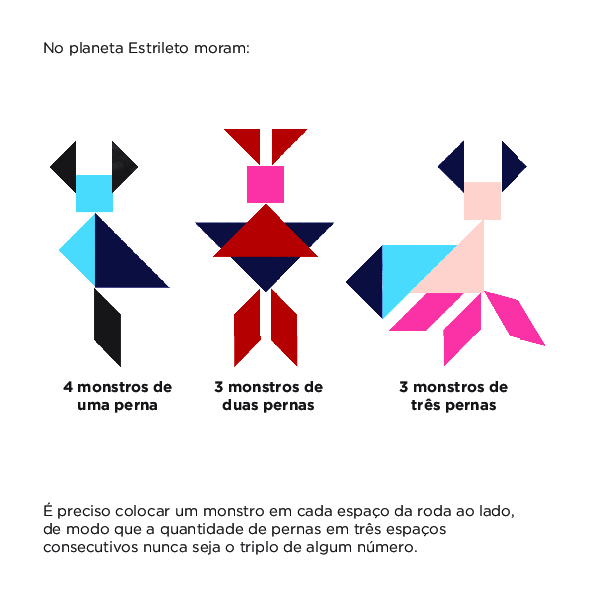 No planeta Estrileto moram:
4 monstros de
uma perna
3 monstros de
duas pernas
3 monstros de
três pernas
É preciso colocar um monstro em cada espaço da roda ao lado,
de modo que a quantidade de pernas em três espaços
consecutivos nunca seja o triplo de algum número.